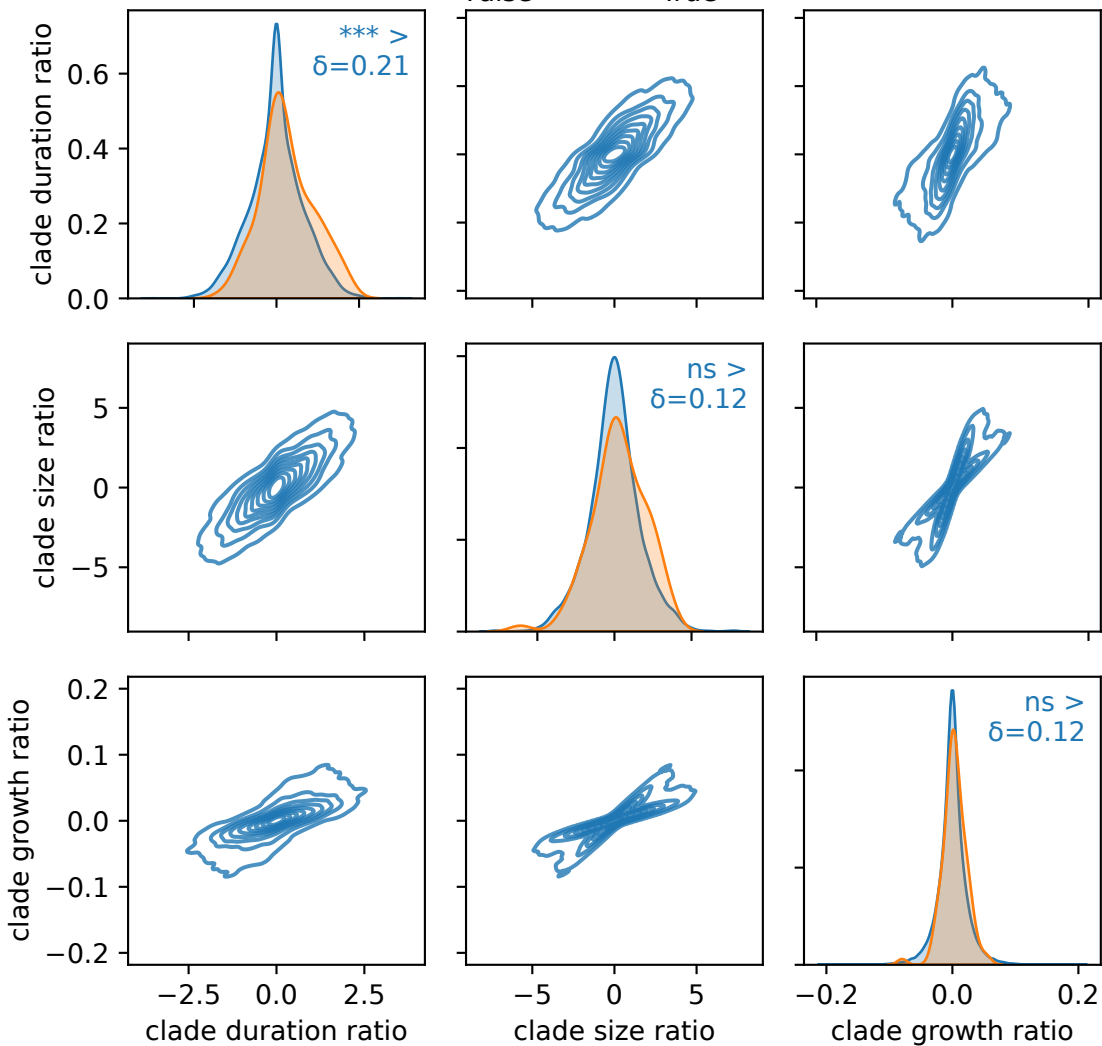 *** >
δ=0.21
clade duration ratio
0.6
0.4
0.2
0.0
ns >
δ=0.12
clade size ratio
5
0
−5
ns >
δ=0.12
clade growth ratio
0.2
0.1
0.0
−0.1
−0.2
−2.5 0.0 2.5
−5 0 5
−0.2 0.0 0.2
clade duration ratio
clade size ratio
clade growth ratio